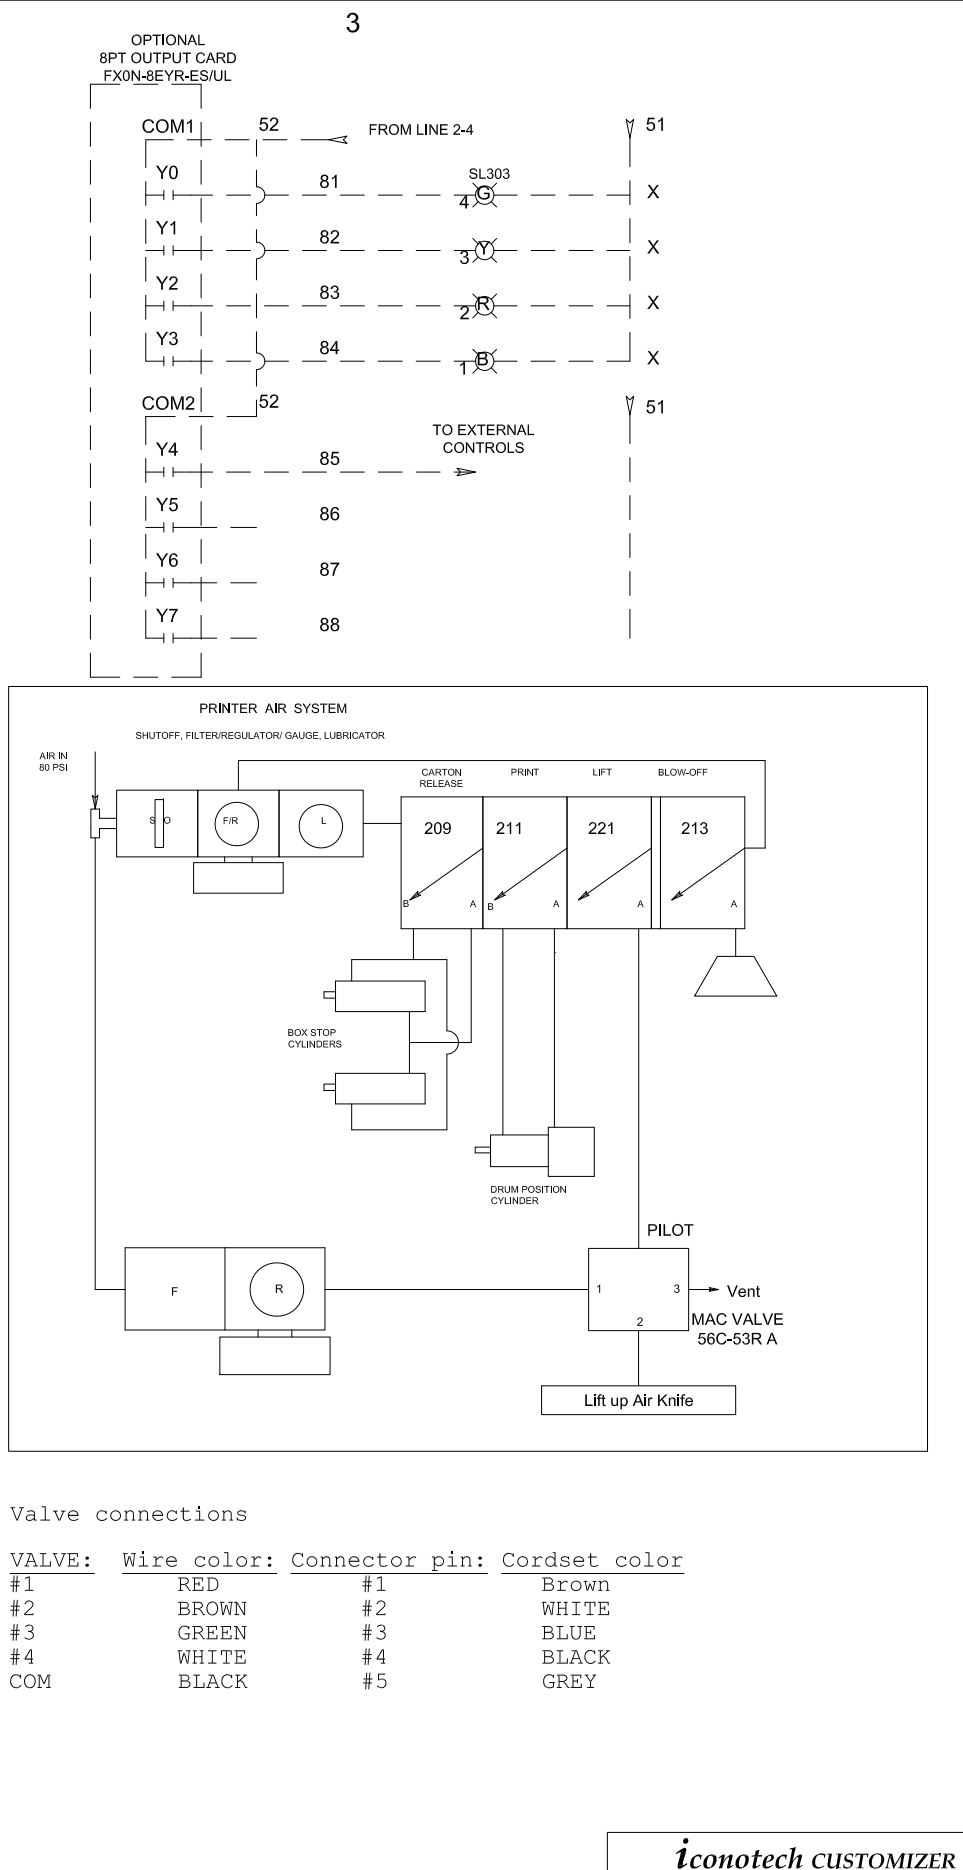 3
OPTIONAL
8PT OUTPUT CARD
FX0N-8EYR-ES/UL
COM1 52 FROM LINE 2-4 51
SL303
Y0 81 4 G X
Y1 82 3 Y X
Y2 83 2 R X
Y3 84 1 B X
COM2 52 51
TO EXTERNAL
CONTROLS
Y4 85
Y5 86
Y6 87
Y7 88
PRINTER AIR SYSTEM
SHUTOFF, FILTER/REGULATOR/ GAUGE, LUBRICATOR
AIR IN
80 PSI
CARTON
RELEASE
PRINT
LIFT
BLOW-OFF
S O F/R L
209 211 221 213
B A B A A A
BOX STOP
CYLINDERS
DRUM POSITION
CYLINDER
PILOT
F R 1 3 Vent
2
MAC VALVE
56C-53R A
Lift up Air Knife
Valve connections
VALVE: Wire color: Connector pin: Cordset color
#1 RED #1 Brown
#2 BROWN #2 WHITE
#3 GREEN #3 BLUE
#4 WHITE #4 BLACK
COM BLACK #5 GREY
iconotech CUSTOMIZER